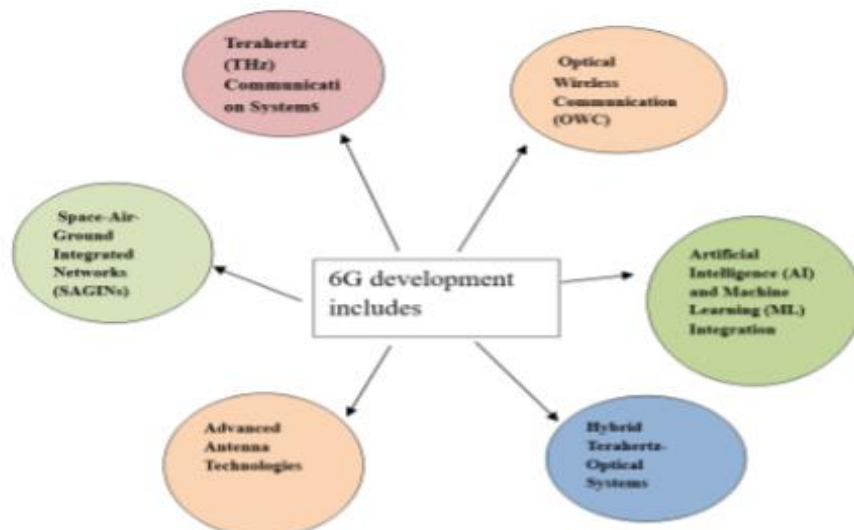 Terahertz
(THz)
Communicati
on Systems
Optical
Wireless
Communication
(OWC)
Space-Air-
Ground
Integrated
Networks
(SAGINs)
6G development
includes
Artificial
Intelligence (AI)
and Machine
Learning (ML)
Integration
Advanced
Antenna
Technologies
Hybrid
Terahertz-
Optical
Systems